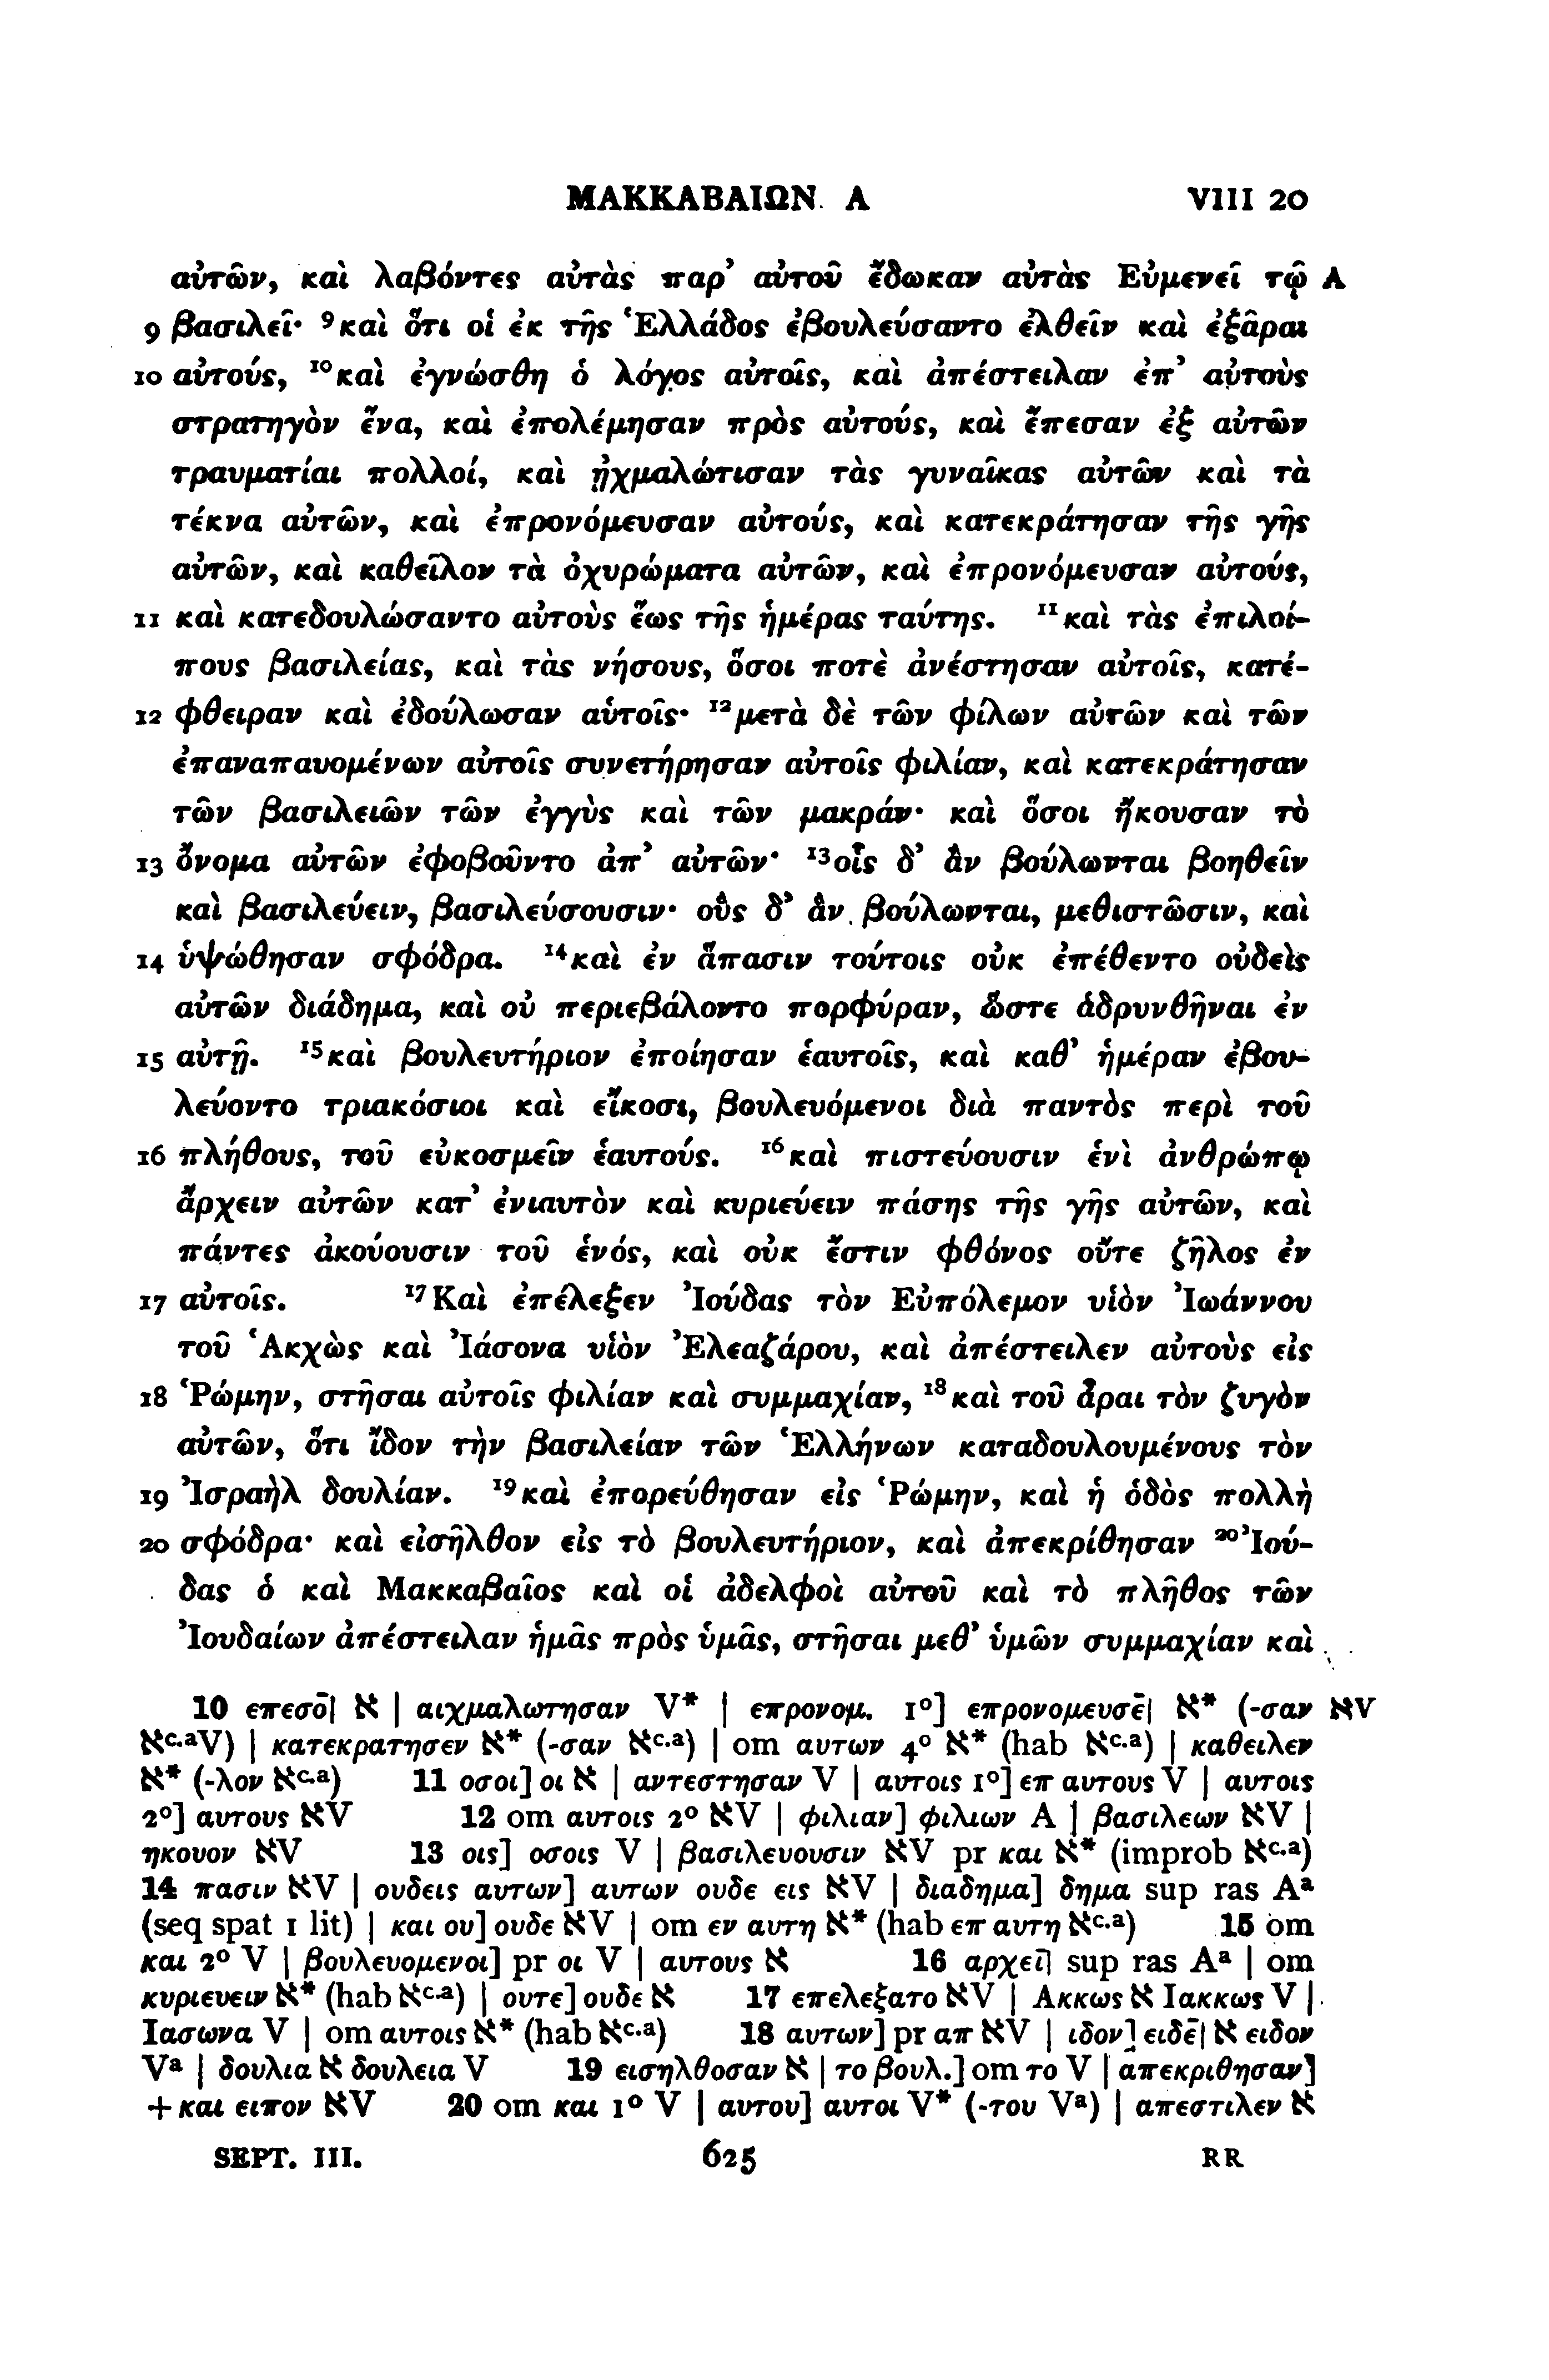 ΜΑΚΚΑΒΑΙΩΝ Α VIII 20
αὐτῶν, καὶ λαβόντες αὐτὰς παρ’ αὐτοῦ ἔδωκαν αὐτὰς Εὐμενεῖ τῷ A
9 βασιλεῖ· ⁹καὶ ὅτι οἱ ἐκ τῆς Ἑλλάδος ἐβουλεύσαντο ἐλθεῖν καὶ ἐξᾶραι
10 αὐτούς, ¹⁰καὶ ἐγνώσθη ὁ λόγος αὐτοῖς, καὶ ἀπέστειλαν ἐπ’ αὐτοὺς
στρατηγὸν ἕνα, καὶ ἐπολέμησαν πρὸς αὐτούς, καὶ ἔπεσαν ἐξ αὐτῶν
τραυματίαι πολλοί, καὶ ᾐχμαλώτισαν τὰς γυναῖκας αὐτῶν καὶ τὰ
τέκνα αὐτῶν, καὶ ἐπρονόμευσαν αὐτούς, καὶ κατεκράτησαν τῆς γῆς
αὐτῶν, καὶ καθεῖλον τὰ ὀχυρώματα αὐτῶν, καὶ ἐπρονόμευσαν αὐτούς,
11 καὶ κατεδουλώσαντο αὐτοὺς ἕως τῆς ἡμέρας ταύτης. ¹¹καὶ τὰς ἐπιλοί-
πους βασιλείας, καὶ τὰς νήσους, ὅσοι ποτὲ ἀνέστησαν αὐτοῖς, κατέ-
12 φθειραν καὶ ἐδούλωσαν αὐτοῖς· ¹²μετὰ δὲ τῶν φίλων αὐτῶν καὶ τῶν
ἐπαναπαυομένων αὐτοῖς συνετήρησαν αὐτοῖς φιλίαν, καὶ κατεκράτησαν
τῶν βασιλειῶν τῶν ἐγγὺς καὶ τῶν μακράν· καὶ ὅσοι ἤκουσαν τὸ
13 ὄνομα αὐτῶν ἐφοβοῦντο ἀπ’ αὐτῶν· ¹³οἷς δ’ ἂν βούλωνται βοηθεῖν
καὶ βασιλεύειν, βασιλεύσουσιν· οὓς δ’ ἂν βούλωνται, μεθιστῶσιν, καὶ
14 ὑψώθησαν σφόδρα. ¹⁴καὶ ἐν ἅπασιν τούτοις οὐκ ἐπέθεντο οὐδεὶς
αὐτῶν διάδημα, καὶ οὐ περιεβάλοντο πορφύραν, ὥστε ἁδρυνθῆναι ἐν
15 αὐτῇ. ¹⁵καὶ βουλευτήριον ἐποίησαν ἑαυτοῖς, καὶ καθ’ ἡμέραν ἐβου-
λεύοντο τριακόσιοι καὶ εἴκοσι, βουλευόμενοι διὰ παντὸς περὶ τοῦ
16 πλήθους, τοῦ εὐκοσμεῖν ἑαυτούς. ¹⁶καὶ πιστεύουσιν ἑνὶ ἀνθρώπῳ
ἄρχειν αὐτῶν κατ’ ἐνιαυτὸν καὶ κυριεύειν πάσης τῆς γῆς αὐτῶν, καὶ
πάντες ἀκούουσιν τοῦ ἑνός, καὶ οὐκ ἔστιν φθόνος οὔτε ζῆλος ἐν
17 αὐτοῖς. ¹⁷Καὶ ἐπέλεξεν Ἰούδας τὸν Εὐπόλεμον υἱὸν Ἰωάννου
τοῦ Ἁκχὼς καὶ Ἰάσονα υἱὸν Ἐλεαζάρου, καὶ ἀπέστειλεν αὐτοὺς εἰς
18 Ῥώμην, στῆσαι αὐτοῖς φιλίαν καὶ συμμαχίαν, ¹⁸καὶ τοῦ ἆραι τὸν ζυγὸν
αὐτῶν, ὅτι ἴδον τὴν βασιλείαν τῶν Ἑλλήνων καταδουλουμένους τὸν
19 Ἰσραὴλ δουλίαν. ¹⁹καὶ ἐπορεύθησαν εἰς Ῥώμην, καὶ ἡ ὁδὸς πολλὴ
20 σφόδρα· καὶ εἰσῆλθον εἰς τὸ βουλευτήριον, καὶ ἀπεκρίθησαν ²⁰Ἰού-
δας ὁ καὶ Μακκαβαῖος καὶ οἱ ἀδελφοὶ αὐτοῦ καὶ τὸ πλῆθος τῶν
Ἰουδαίων ἀπέστειλαν ἡμᾶς πρὸς ὑμᾶς, στῆσαι μεθ’ ὑμῶν συμμαχίαν καὶ
10 επεσο̄| ℵ | αιχμαλωτησαν V* | επρονομ. 1°] επρονομευσε̄| ℵ* (-σαν ℵV
ℵᶜ·ᵃV) | κατεκρατησεν ℵ* (-σαν ℵᶜ·ᵃ) | om αυτων 4° ℵ* (hab ℵᶜ·ᵃ) | καθειλεν
ℵ* (-λον ℵᶜ·ᵃ) 11 οσοι] οι ℵ | αντεστησαν V | αυτοις 1°] επ αυτους V | αυτοις
2°] αυτους ℵV 12 om αυτοις 2° ℵV | φιλιαν] φιλιων A | βασιλεων ℵV |
ηκουον ℵV 13 οις] οσοις V | βασιλευουσιν ℵV pr και ℵ* (improb ℵᶜ·ᵃ)
14 πασιν ℵV | ουδεις αυτων] αυτων ουδε εις ℵV | διαδημα] δημα sup ras Aᵃ
(seq spat 1 lit) | και ου] ουδε ℵV | om εν αυτη ℵ* (hab επ αυτη ℵᶜ·ᵃ) 15 om
και 2° V | βουλευομενοι] pr οι V | αυτους ℵ 16 αρχει̅| sup ras Aᵃ | om
κυριευειν ℵ* (hab ℵᶜ·ᵃ) | ουτε] ουδε ℵ 17 επελεξατο ℵV | Ακκως ℵ Ιακκως V |
Ιασωνα V | om αυτοις ℵ* (hab ℵᶜ·ᵃ) 18 αυτων] pr απ ℵV | ιδον] ειδε̄| ℵ ειδον
Vᵃ | δουλια ℵ δουλεια V 19 εισηλθοσαν ℵ | το βουλ.] om το V | απεκριθησαν]
+ και ειπον ℵV 20 om και 1° V | αυτου] αυτοι V* (-του Vᵃ) | απεστιλεν ℵ
SEPT. III. 625 RR